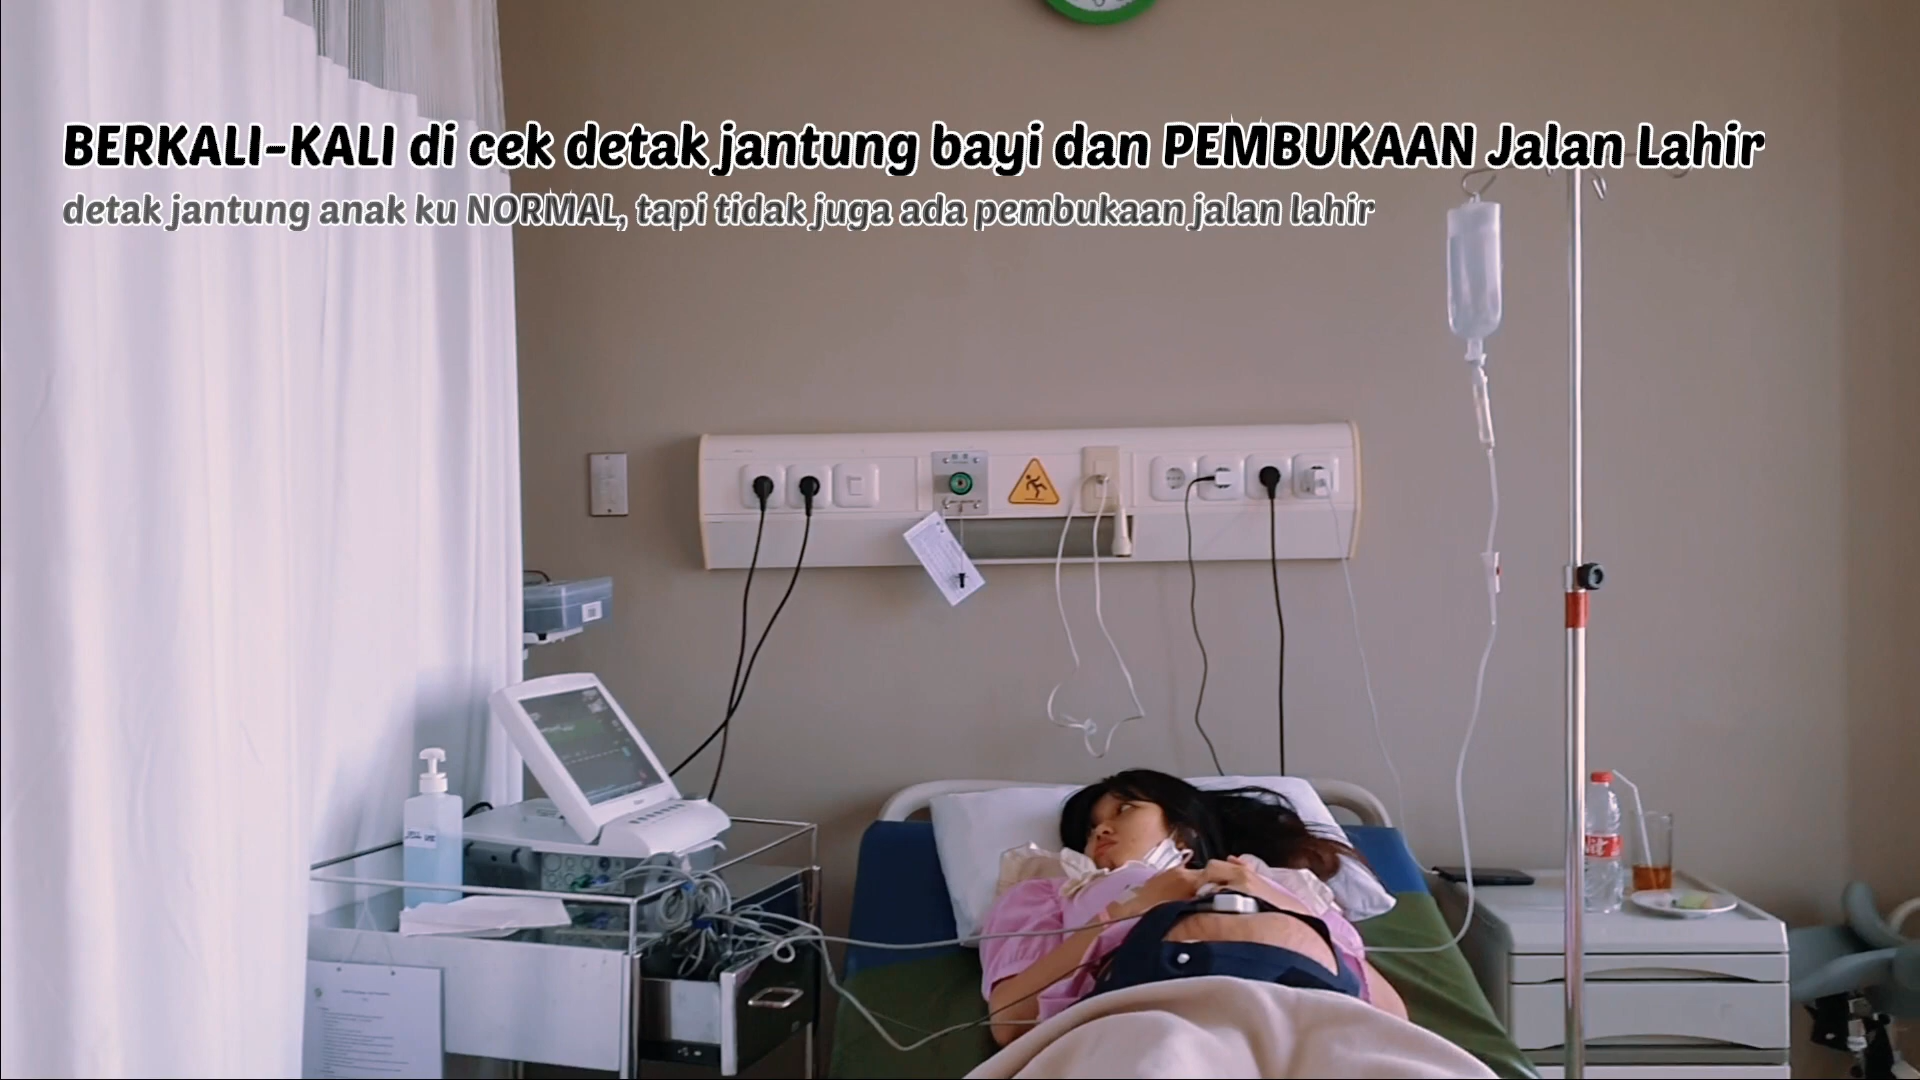 BERKALI-KALI di cek detak jantung bayi dan PEMBUKAAN Jalan Lahir
detak jantung anak ku NORMAL, tapi tidak juga ada pembukaan jalan lahir